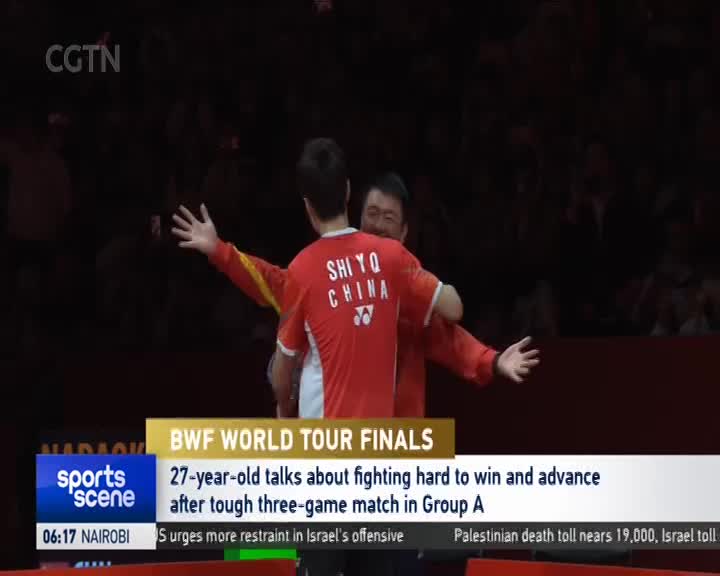 CGTN
SHI Y Q
CHINA
BWF WORLD TOUR FINALS
sports
scene
27-year-old talks about fighting hard to win and advance
after tough three-game match in Group A
06:17 NAIROBI
US urges more restraint in Israel's offensive
Palestinian death toll nears 19,000, Israel toll